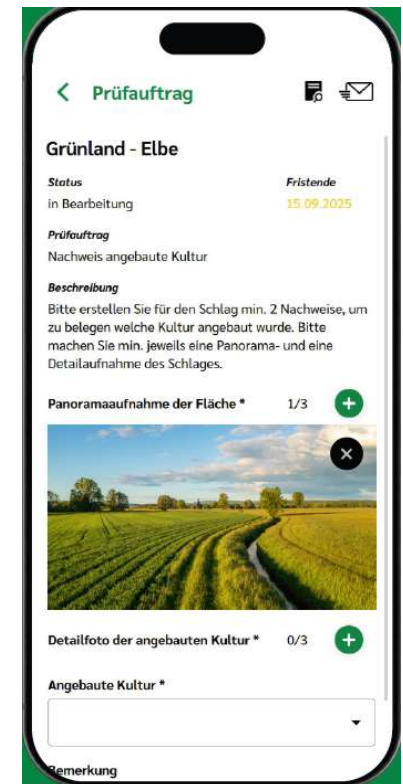 Prüfauftrag
Grünland - Elbe
Status Fristende
in Bearbeitung 15.09.2025
Prüfauftrag
Nachweis angebaute Kultur
Beschreibung
Bitte erstellen Sie für den Schlag min. 2 Nachweise, um
zu belegen welche Kultur angebaut wurde. Bitte
machen Sie min. jeweils eine Panorama- und eine
Detailaufnahme des Schlages.
Panoramaaufnahme der Fläche * 1/3
Detailfoto der angebauten Kultur * 0/3
Angebaute Kultur *
Bemerkung